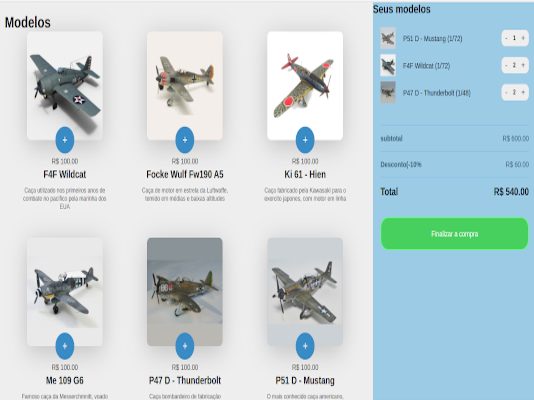 Modelos
R$ 100.00
F4F Wildcat
Caça utilizado nos primeiros anos de
combate no pacífico pela marinha dos
EUA
R$ 100.00
Focke Wulf Fw190 A5
Caça de motor em estrela da Luftwaffe,
temido em médias e baixas altitudes
R$ 100.00
Ki 61 - Hien
Caça fabricado pela Kawasaki para o
exercito japones, com motor em linha
R$ 100.00
Me 109 G6
Famoso caça da Messerchmitt, voado
R$ 100.00
P47 D - Thunderbolt
Caça bombardeiro de fabricação
R$ 100.00
P51 D - Mustang
O mais conhecido caça americano,
Seus modelos
P51 D - Mustang (1/72)
- 1 +
F4F Wildcat (1/72)
- 2 +
P47 D - Thunderbolt (1/48)
- 2 +
subtotal R$ 600.00
Desconto|-10% R$ 60.00
Total R$ 540.00
Finalizar a compra